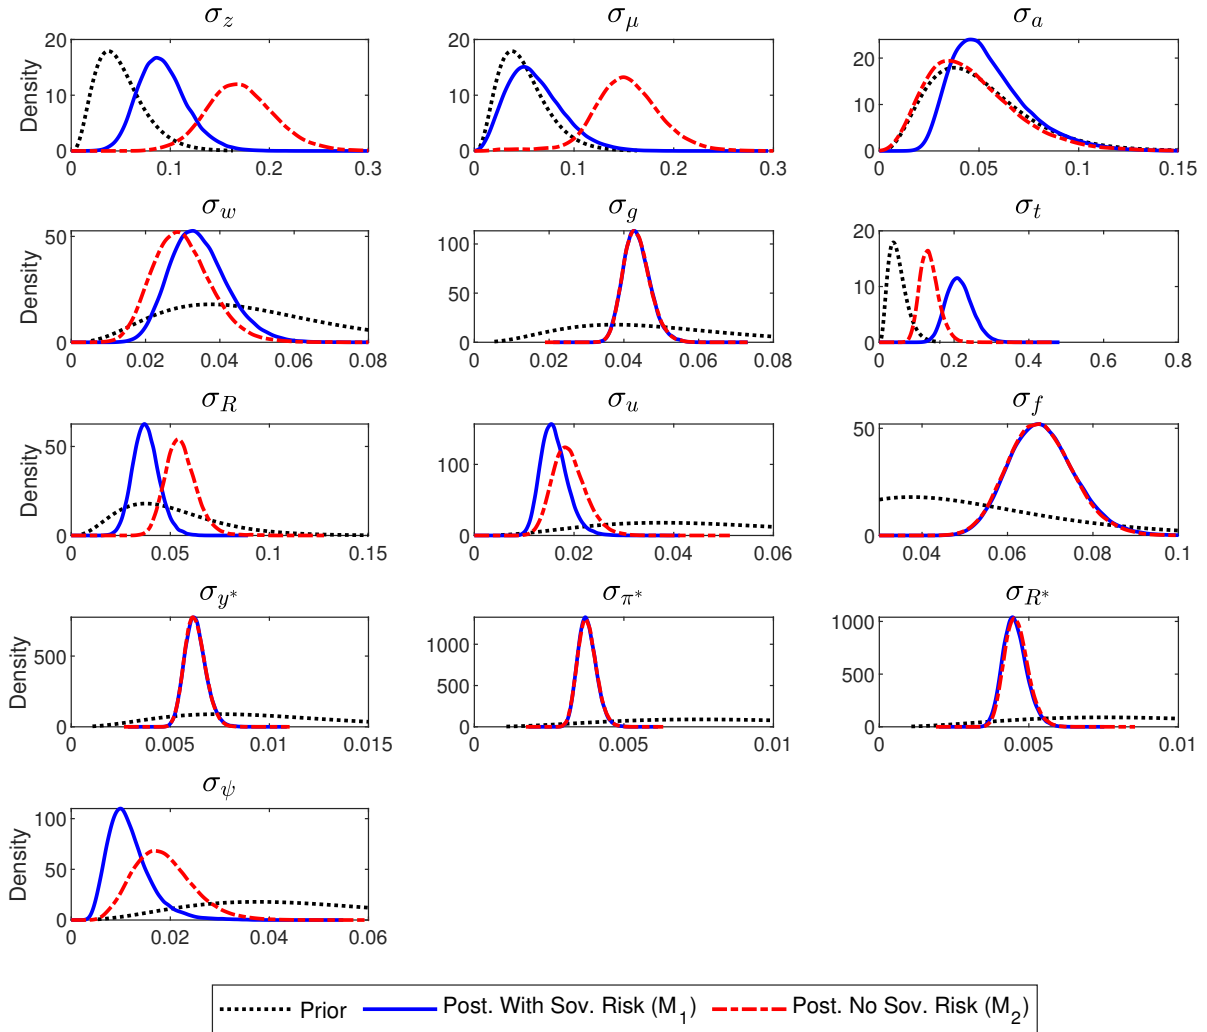 σ_z σ_μ σ_a
Density
20
10
0
0 0.1 0.2 0.3
20
10
0
0 0.1 0.2 0.3
20
10
0
0 0.05 0.1 0.15
σ_w σ_g σ_t
Density
50
0
0 0.02 0.04 0.06 0.08
100
50
0
0 0.02 0.04 0.06 0.08
20
10
0
0 0.2 0.4 0.6 0.8
σ_R σ_u σ_f
Density
50
0
0 0.05 0.1 0.15
100
0
0 0.02 0.04 0.06
50
0
0.04 0.06 0.08 0.1
σ_{y*} σ_{π*} σ_{R*}
Density
500
0
0 0.005 0.01 0.015
1000
500
0
0 0.005 0.01
1000
500
0
0 0.005 0.01
σ_ψ
Density
100
50
0
0 0.02 0.04 0.06
Prior Post. With Sov. Risk (M_1) Post. No Sov. Risk (M_2)